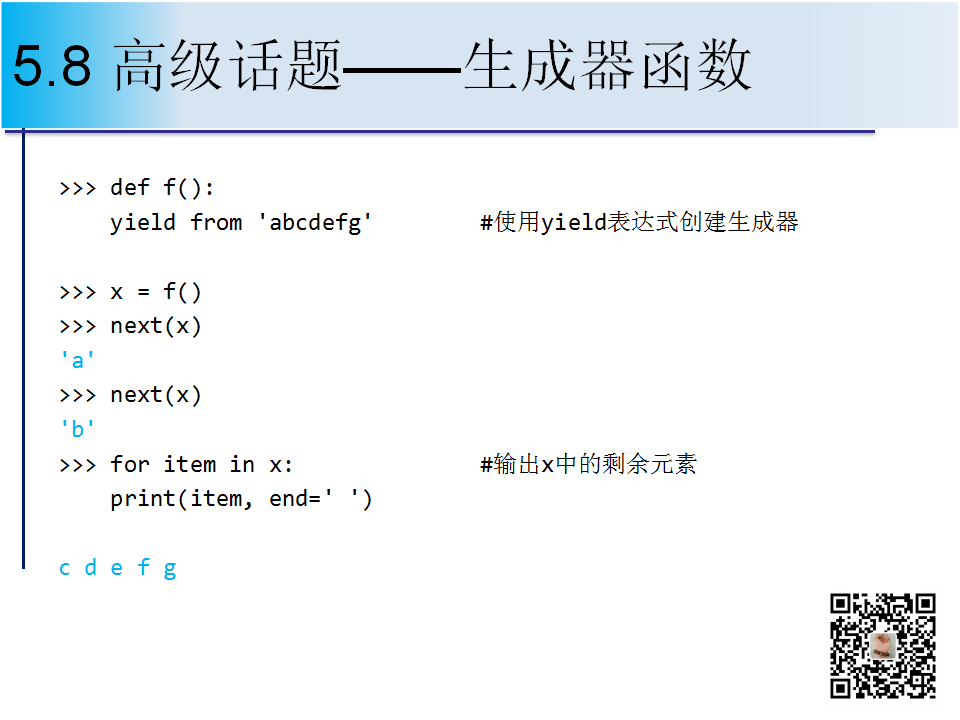 5.8 高级话题——生成器函数
>>> def f():
    yield from 'abcdefg'        #使用yield表达式创建生成器
>>> x = f()
>>> next(x)
'a'
>>> next(x)
'b'
>>> for item in x:              #输出x中的剩余元素
    print(item, end=' ')
c d e f g